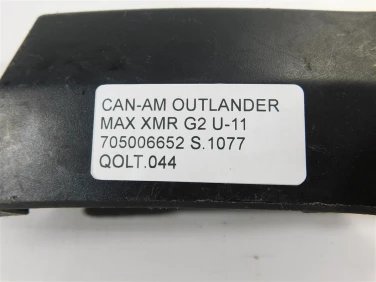 CAN-AM OUTLANDER
MAX XMR G2 U-11
705006652 S.1077
QOLT.044